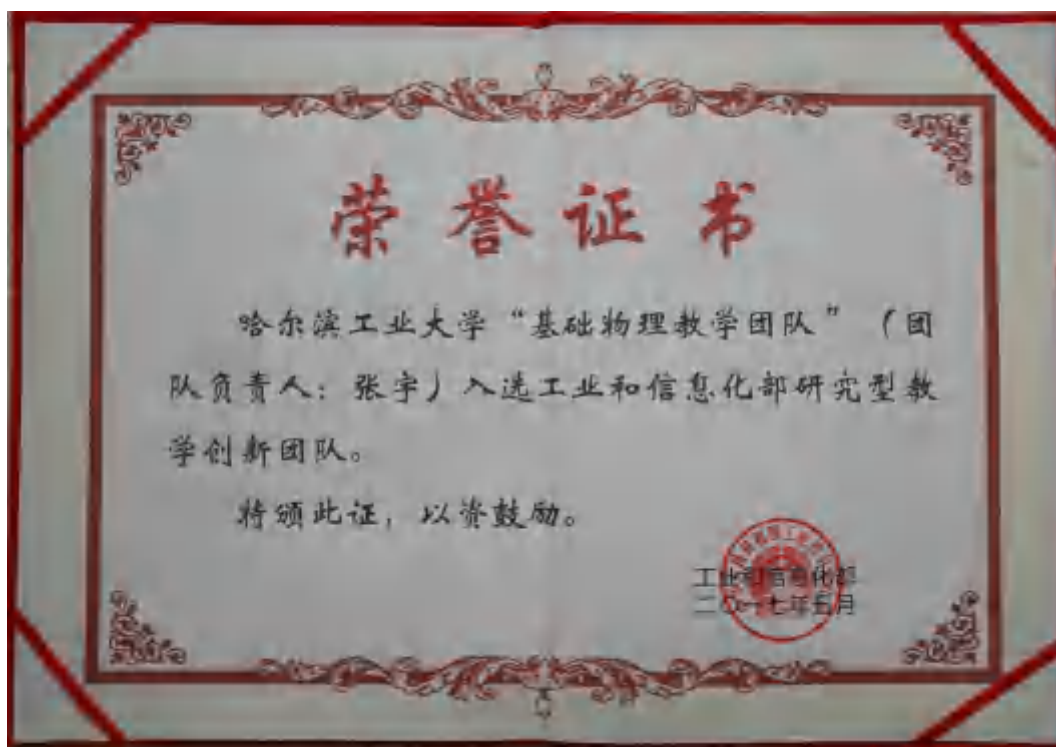 荣誉证书
哈尔滨工业大学“基础物理教学团队”（团
队负责人：张宇）入选工业和信息化部研究型教
学创新团队。
特颁此证，以资鼓励。
工业和信息化部
二〇一七年五月